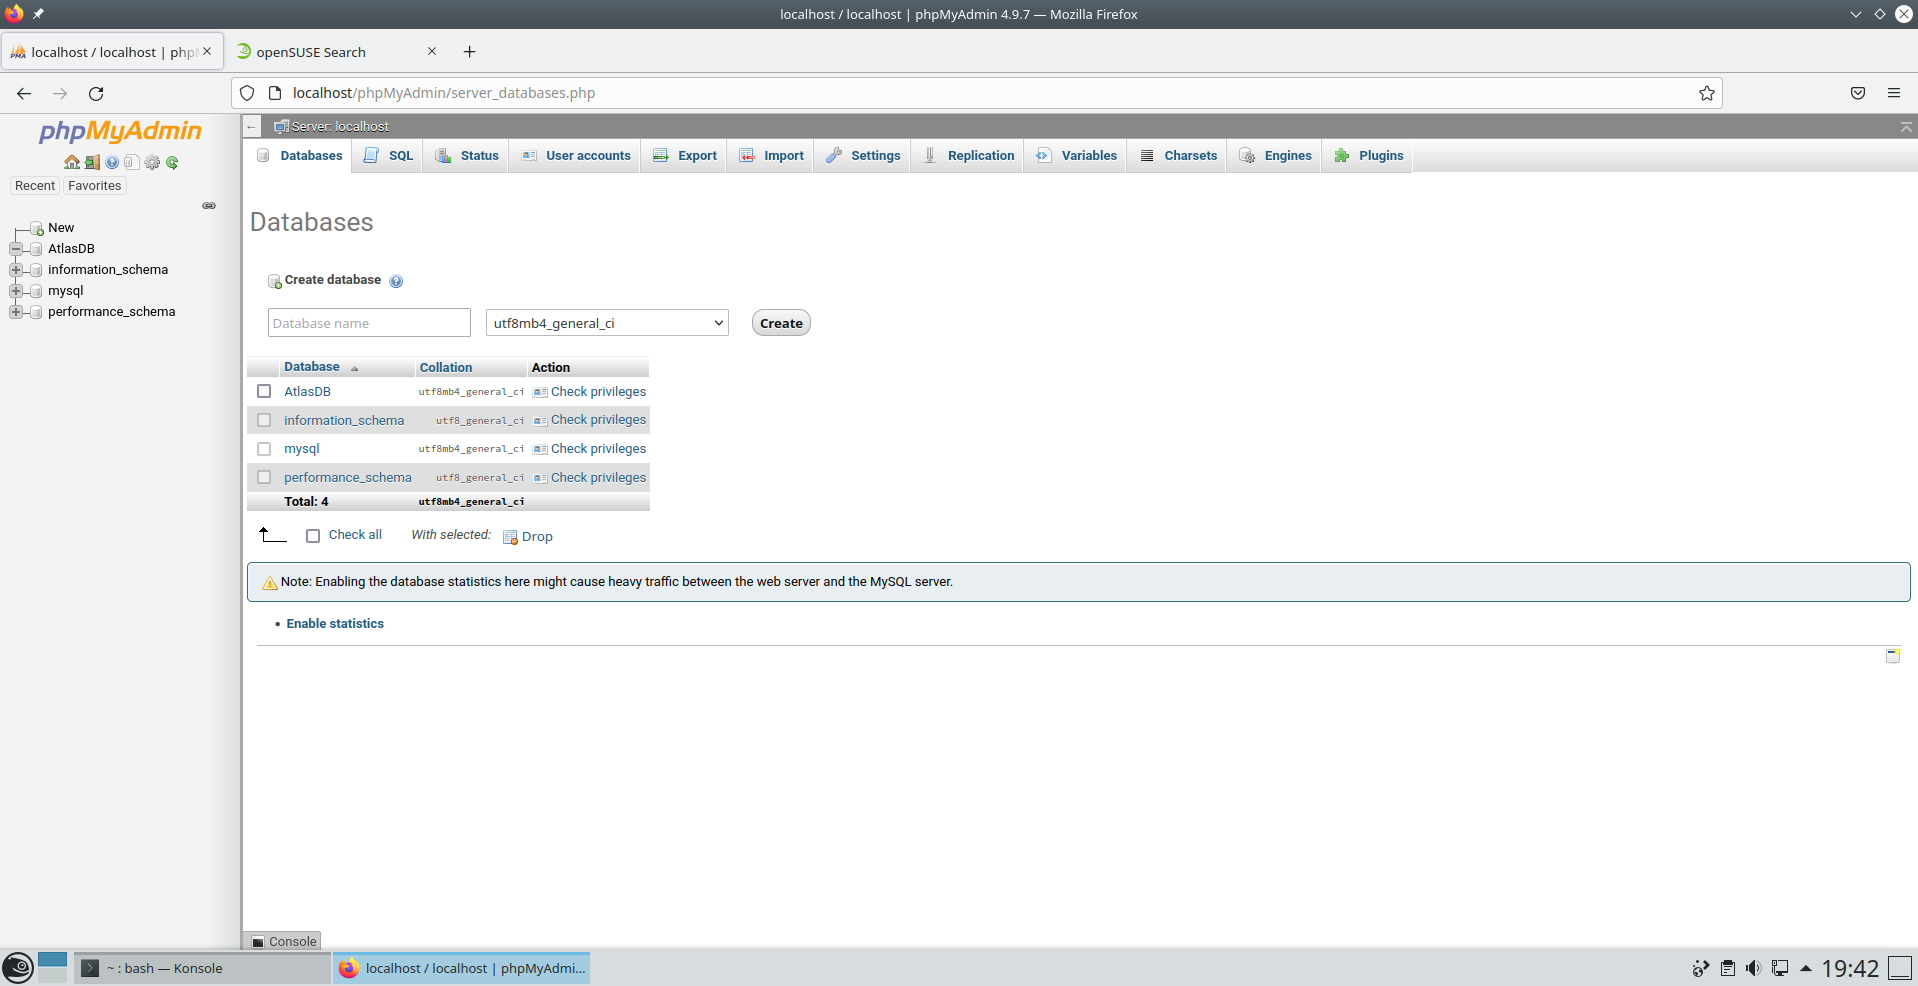 localhost / localhost | phpMyAdmin 4.9.7 — Mozilla Firefox
localhost / localhost | php
openSUSE Search
localhost/phpMyAdmin/server_databases.php
phpMyAdmin
Server: localhost
Databases SQL Status User accounts Export Import Settings Replication Variables Charsets Engines Plugins
Recent Favorites
New
AtlasDB
information_schema
mysql
performance_schema
Databases
Create database
Database name utf8mb4_general_ci Create
Database Collation Action
AtlasDB utf8mb4_general_ci Check privileges
information_schema utf8_general_ci Check privileges
mysql utf8mb4_general_ci Check privileges
performance_schema utf8_general_ci Check privileges
Total: 4 utf8mb4_general_ci
Check all With selected: Drop
Note: Enabling the database statistics here might cause heavy traffic between the web server and the MySQL server.
• Enable statistics
Console
~ : bash — Konsole
localhost / localhost | phpMyAdmi...
19:42